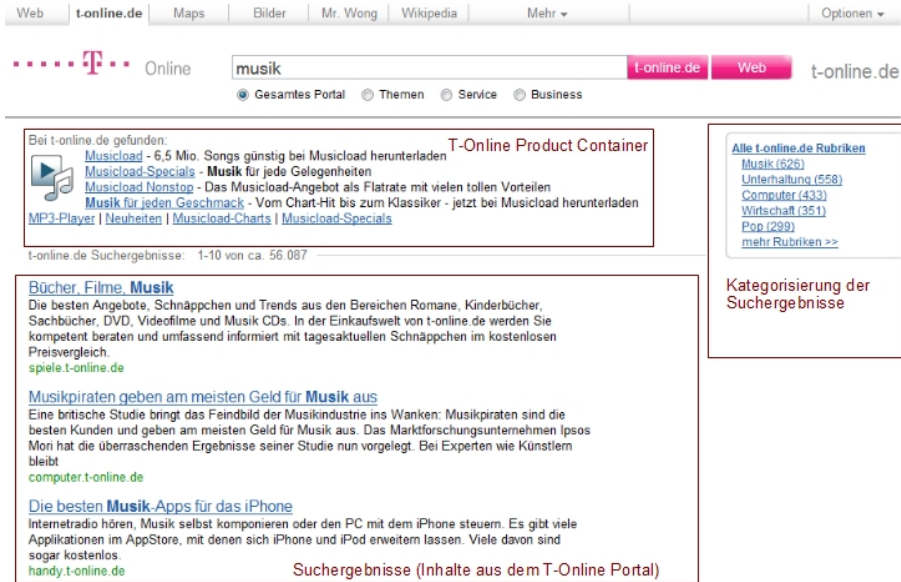 Web t-online.de Maps Bilder Mr. Wong Wikipedia Mehr Optionen
T Online musik t-online.de Web t-online.de
Gesamtes Portal Themen Service Business
Bei t-online.de gefunden:
T-Online Product Container
Musicload - 6,5 Mio. Songs günstig bei Musicload herunterladen
Musicload-Specials - Musik für jede Gelegenheiten
Musicload Nonstop - Das Musicload-Angebot als Flatrate mit vielen tollen Vorteilen
Musik für jeden Geschmack - Vom Chart-Hit bis zum Klassiker - jetzt bei Musicload herunterladen
MP3-Player | Neuheiten | Musicload-Charts | Musicload-Specials
Alle t-online.de Rubriken
Musik (626)
Unterhaltung (558)
Computer (433)
Wirtschaft (351)
Pop (299)
mehr Rubriken >>
Kategorisierung der
Suchergebnisse
t-online.de Suchergebnisse: 1-10 von ca. 56.087
Bücher, Filme, Musik
Die besten Angebote, Schnäppchen und Trends aus den Bereichen Romane, Kinderbücher,
Sachbücher, DVD, Videofilme und Musik CDs. In der Einkaufswelt von t-online.de werden Sie
kompetent beraten und umfassend informiert mit tagesaktuellen Schnäppchen im kostenlosen
Preisvergleich.
spiele.t-online.de
Musikpiraten geben am meisten Geld für Musik aus
Eine britische Studie bringt das Feindbild der Musikindustrie ins Wanken: Musikpiraten sind die
besten Kunden und geben am meisten Geld für Musik aus. Das Marktforschungsunternehmen Ipsos
Mori hat die überraschenden Ergebnisse seiner Studie nun vorgelegt. Bei Experten wie Künstlern
bleibt
computer.t-online.de
Die besten Musik-Apps für das iPhone
Internetradio hören, Musik selbst komponieren oder den PC mit dem iPhone steuern. Es gibt viele
Applikationen im AppStore, mit denen sich iPhone und iPod erweitern lassen. Viele davon sind
sogar kostenlos.
handy.t-online.de
Suchergebnisse (Inhalte aus dem T-Online Portal)